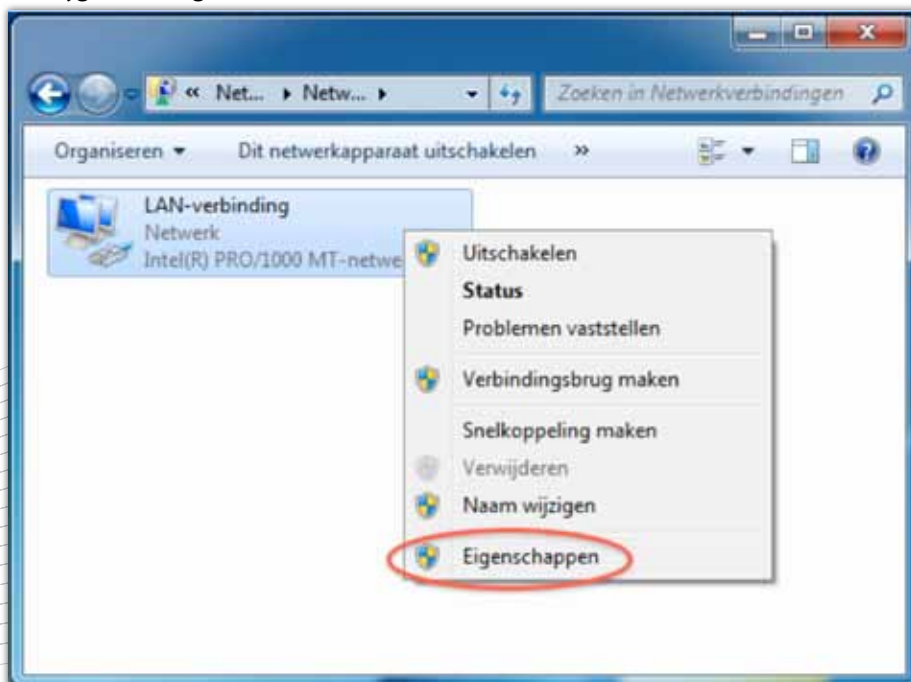 « Net... ▸ Netw... ▸
Zoeken in Netwerkverbindingen
Organiseren ▾ Dit netwerkapparaat uitschakelen »
LAN-verbinding
Netwerk
Intel(R) PRO/1000 MT-netwe
Uitschakelen
Status
Problemen vaststellen
Verbindingsbrug maken
Snelkoppeling maken
Verwijderen
Naam wijzigen
Eigenschappen